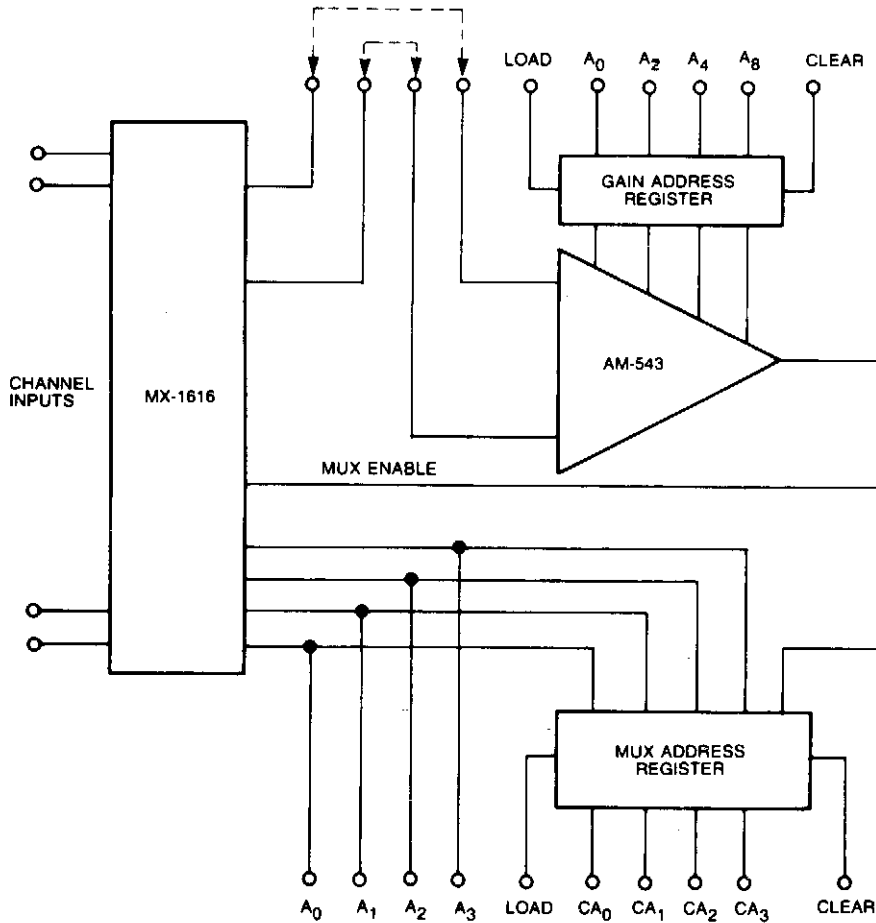 LOAD A0 A2 A4 A8 CLEAR
GAIN ADDRESS
REGISTER
AM-543
CHANNEL
INPUTS
MX-1616
MUX ENABLE
MUX ADDRESS
REGISTER
A0 A1 A2 A3 LOAD CA0 CA1 CA2 CA3 CLEAR